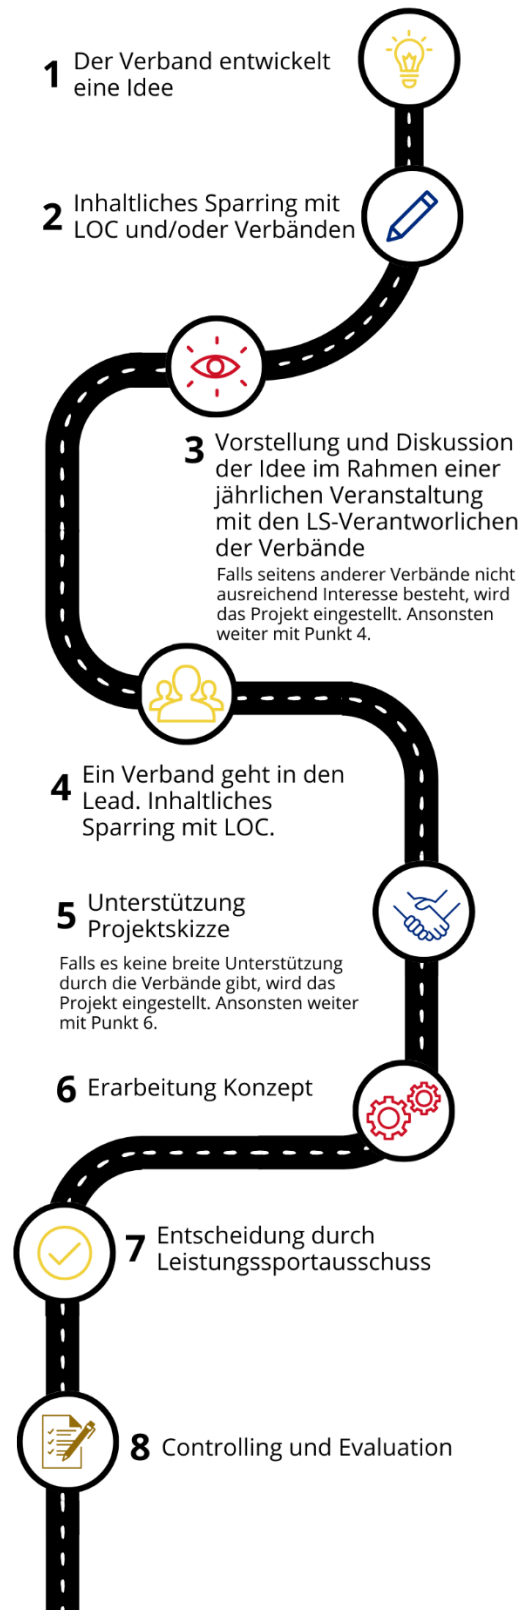 1 Der Verband entwickelt
eine Idee
2 Inhaltliches Sparring mit
LOC und/oder Verbänden
3 Vorstellung und Diskussion
der Idee im Rahmen einer
jährlichen Veranstaltung
mit den LS-Verantworlichen
der Verbände
Falls seitens anderer Verbände nicht
ausreichend Interesse besteht, wird
das Projekt eingestellt. Ansonsten
weiter mit Punkt 4.
4 Ein Verband geht in den
Lead. Inhaltliches
Sparring mit LOC.
5 Unterstützung
Projektskizze
Falls es keine breite Unterstützung
durch die Verbände gibt, wird das
Projekt eingestellt. Ansonsten weiter
mit Punkt 6.
6 Erarbeitung Konzept
7 Entscheidung durch
Leistungssportausschuss
8 Controlling und Evaluation